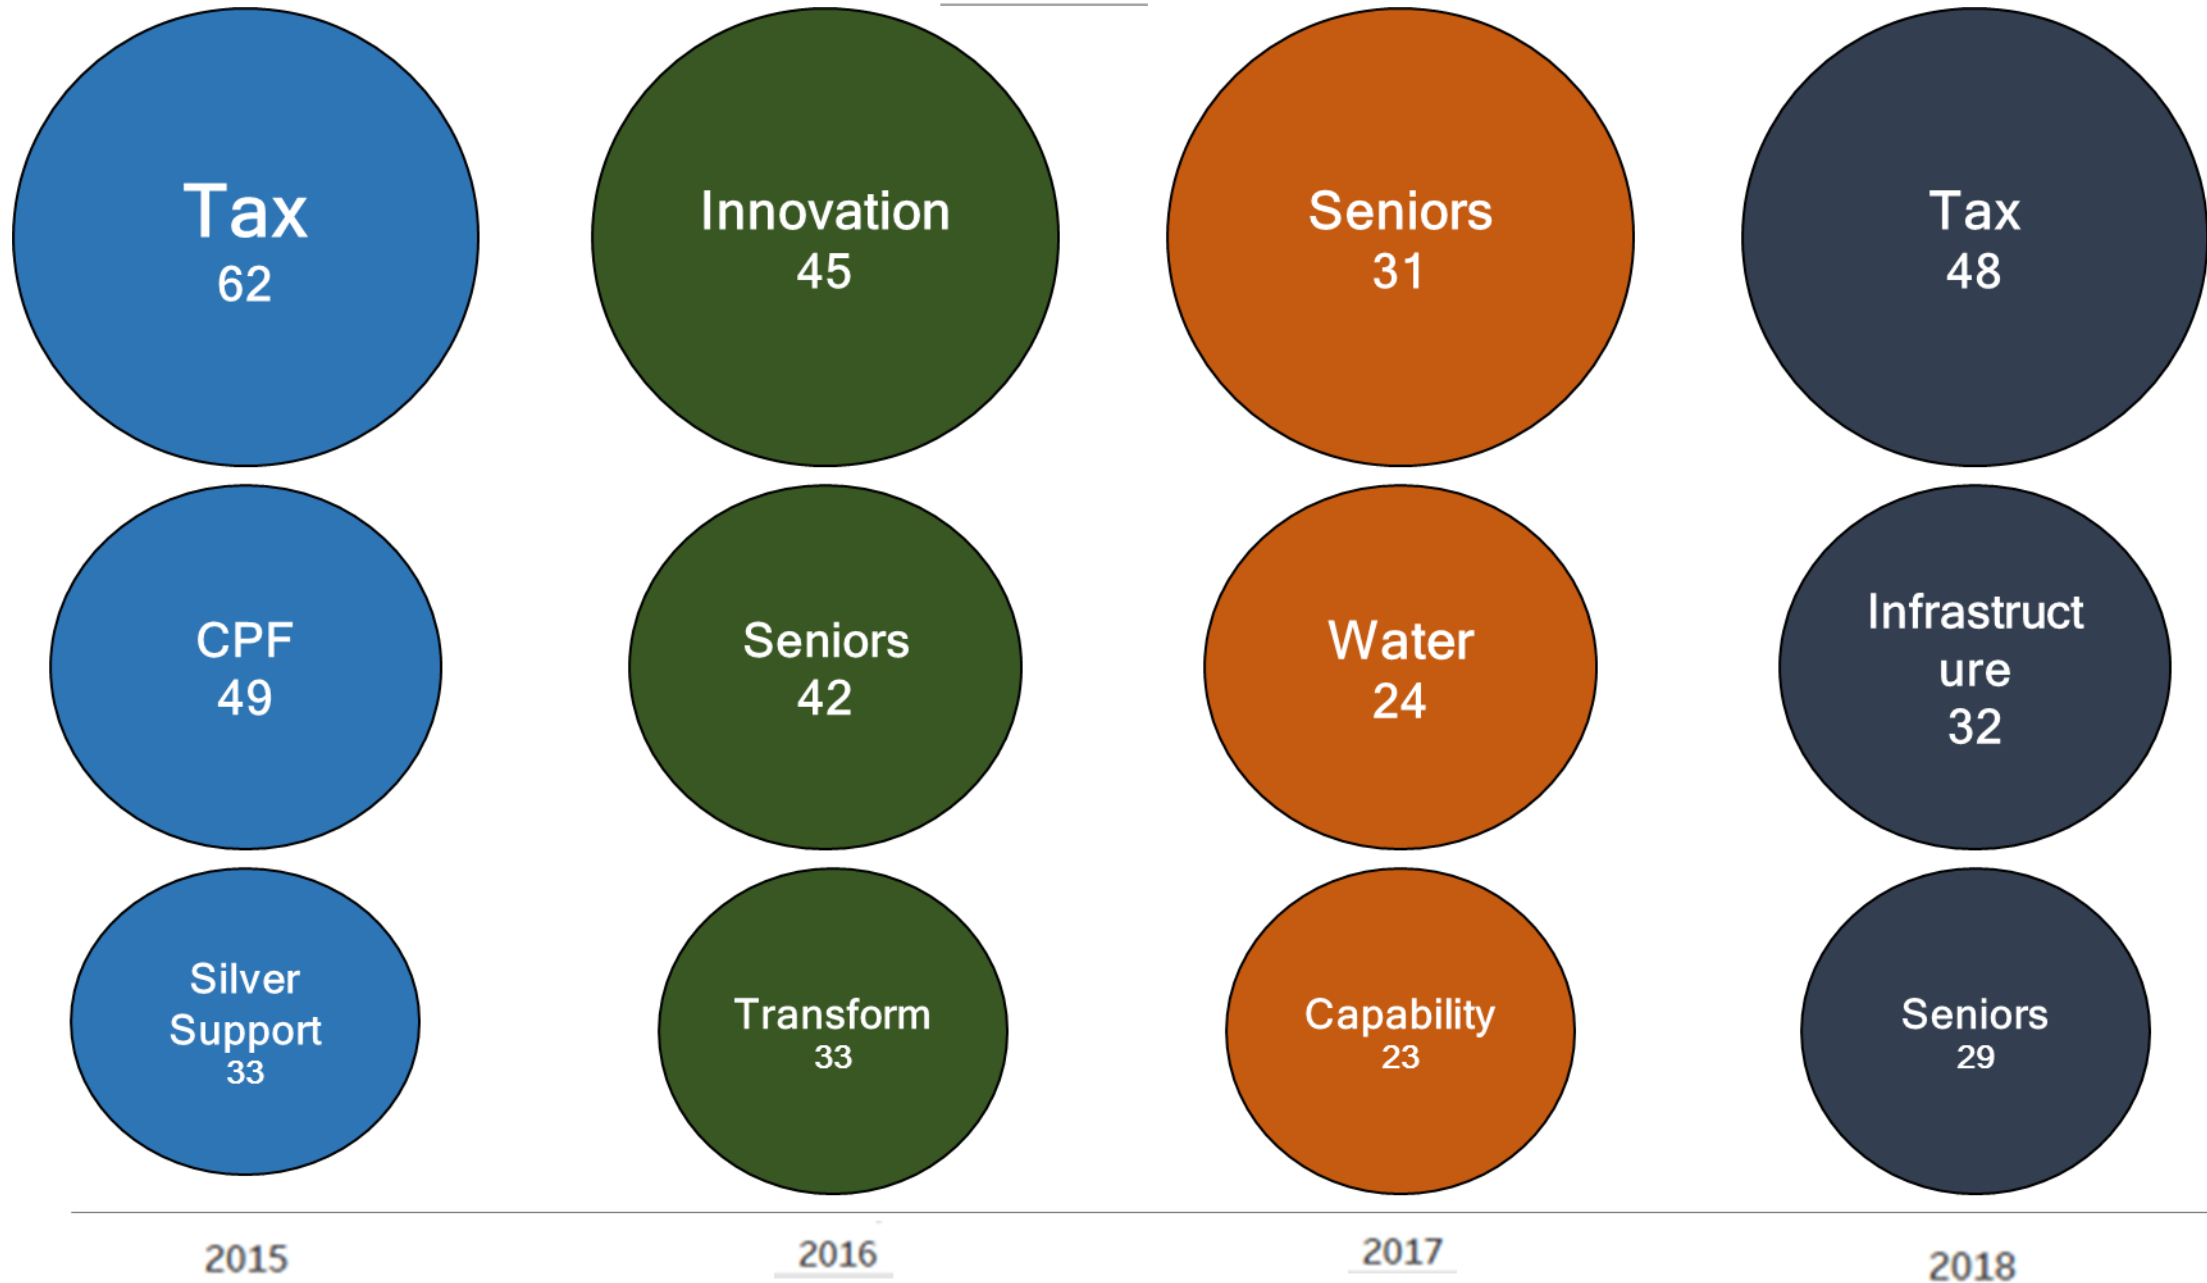 Tax
62
Innovation
45
Seniors
31
Tax
48
CPF
49
Seniors
42
Water
24
Infrastruct
ure
32
Silver
Support
33
Transform
33
Capability
23
Seniors
29
2015
2016
2017
2018